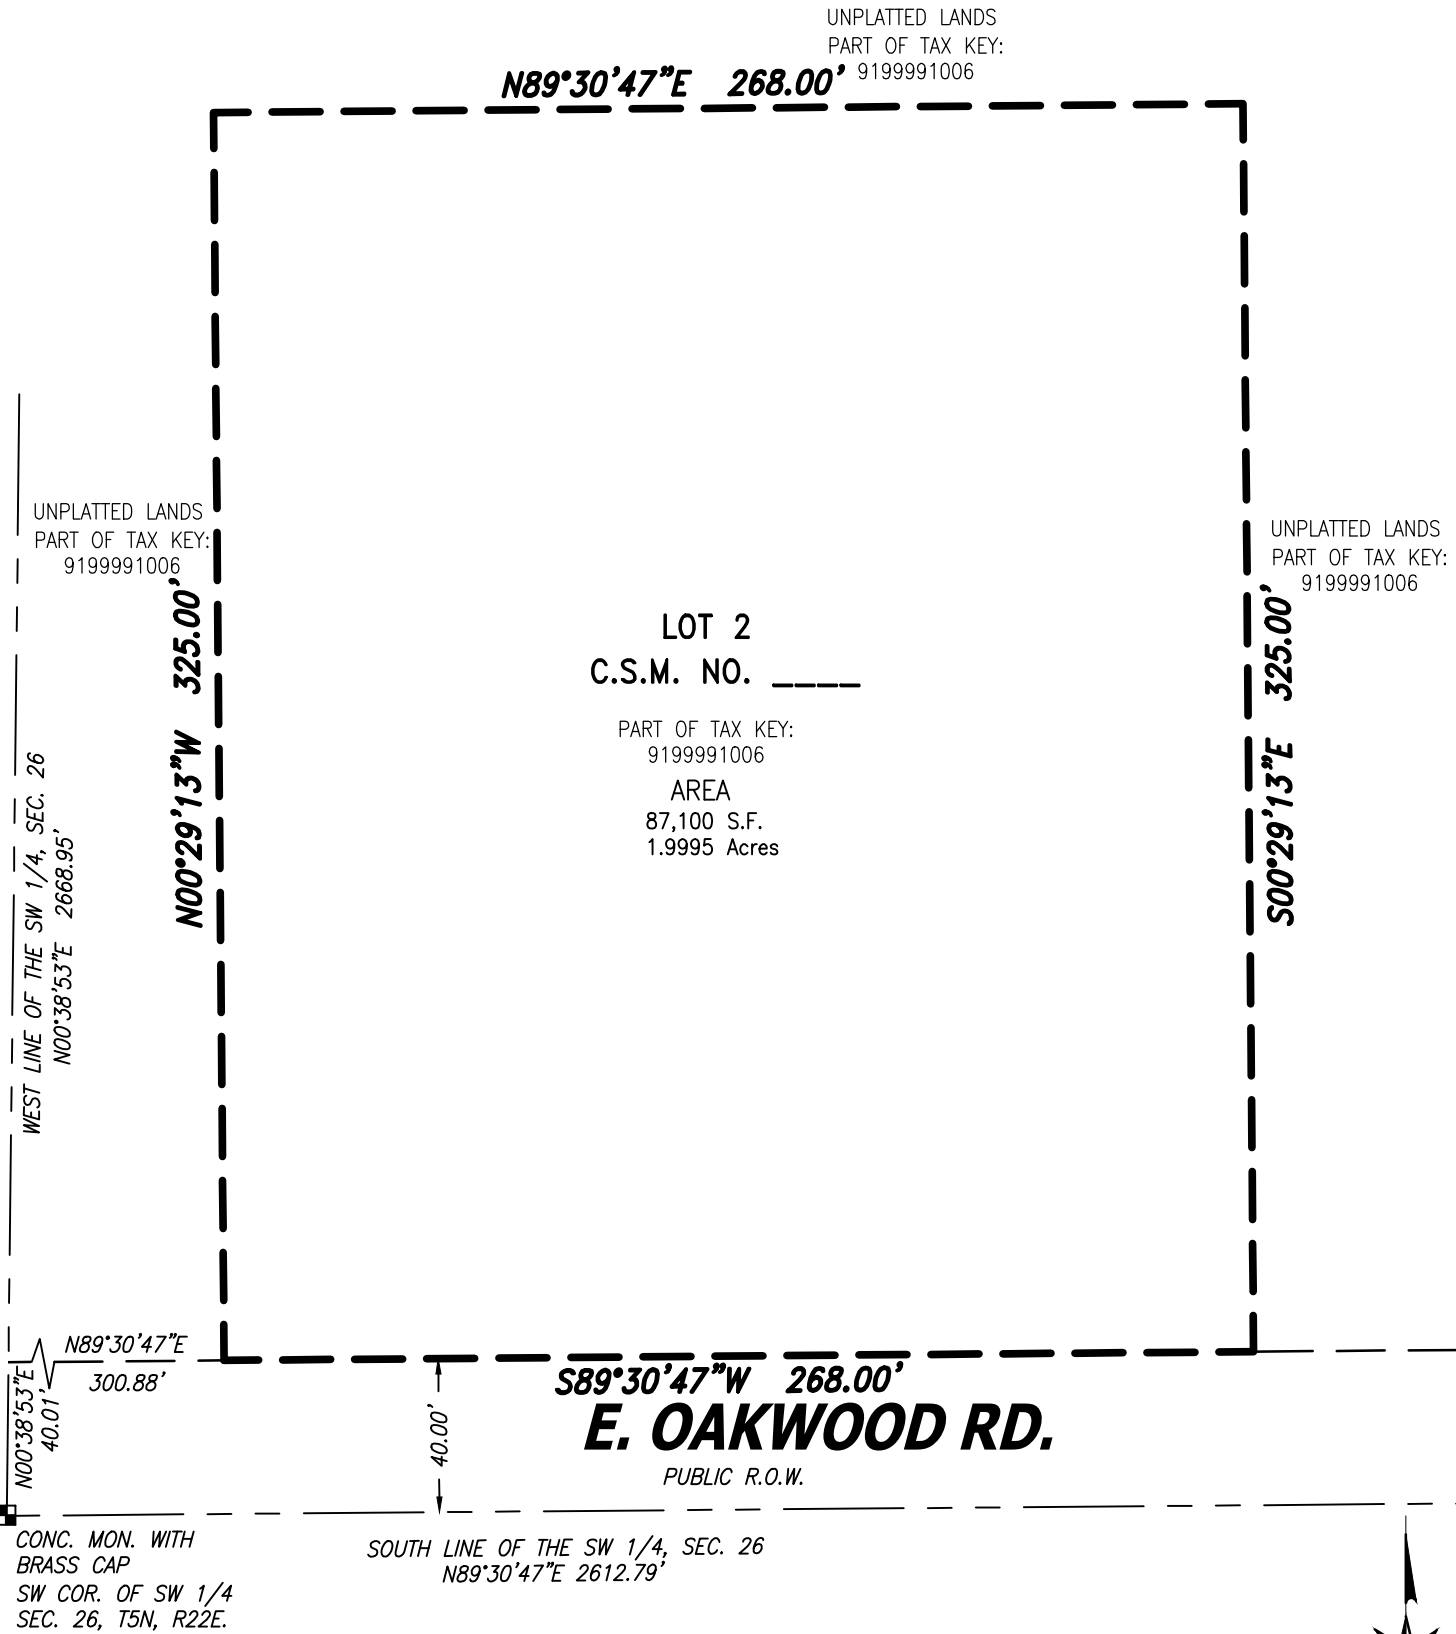 UNPLATTED LANDS
PART OF TAX KEY:
9199991006
N89°30'47"E 268.00'
UNPLATTED LANDS
PART OF TAX KEY:
9199991006
N00°29'13"W 325.00'
UNPLATTED LANDS
PART OF TAX KEY:
9199991006
S00°29'13"E 325.00'
LOT 2
C.S.M. NO. ____
PART OF TAX KEY:
9199991006
AREA
87,100 S.F.
1.9995 Acres
WEST LINE OF THE SW 1/4, SEC. 26
N00°38'53"E 2668.95'
N89°30'47"E
300.88'
N00°38'53"E
40.01'
S89°30'47"W 268.00'
40.00'
E. OAKWOOD RD.
PUBLIC R.O.W.
CONC. MON. WITH
BRASS CAP
SW COR. OF SW 1/4
SEC. 26, T5N, R22E.
SOUTH LINE OF THE SW 1/4, SEC. 26
N89°30'47"E 2612.79'